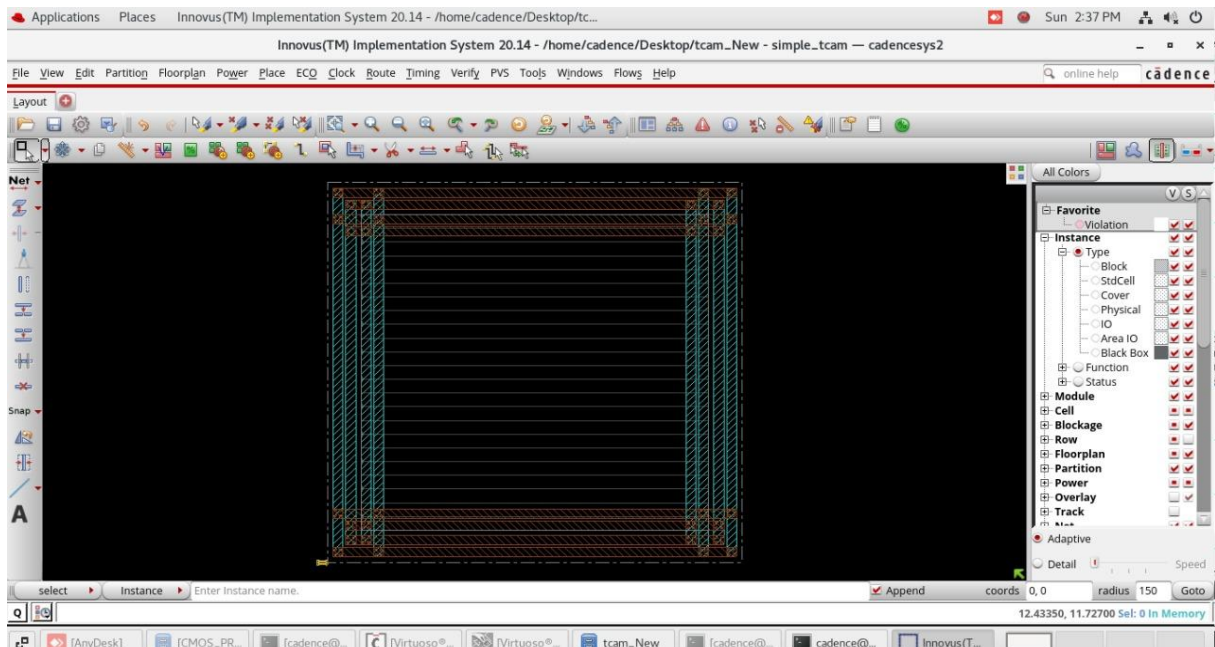 Applications Places Innovus(TM) Implementation System 20.14 - /home/cadence/Desktop/tc... Sun 2:37 PM
Innovus(TM) Implementation System 20.14 - /home/cadence/Desktop/tcam_New - simple_tcam — cadencesys2
File View Edit Partition Floorplan Power Place ECO Clock Route Timing Verify PVS Tools Windows Flows Help online help cādence
Layout
Net
All Colors
V S
Favorite
Violation
Instance
Type
Block
StdCell
Cover
Physical
IO
Area IO
Black Box
Function
Status
Module
Cell
Blockage
Row
Floorplan
Partition
Power
Overlay
Track
Net
Snap
A
Adaptive
Detail Speed
select Instance Enter Instance name. Append coords 0, 0 radius 150 Goto
Q 12.43350, 11.72700 Sel: 0 In Memory
[AnyDesk] [CMOS_PR... [cadence@... [Virtuoso®... [Virtuoso®... tcam_New [cadence@... cadence@... Innovus(T...